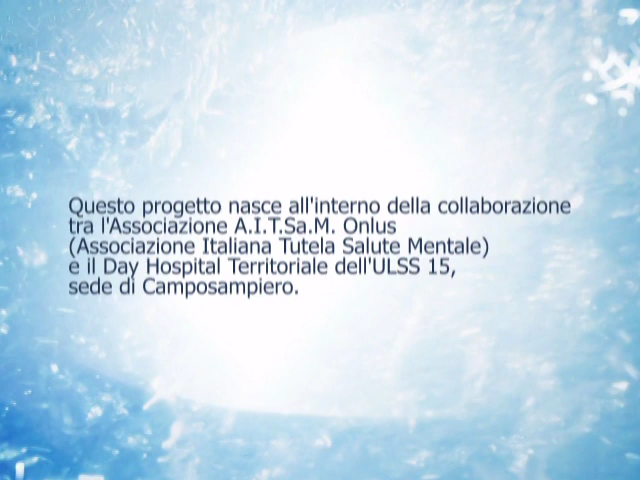 Questo progetto nasce all'interno della collaborazione
tra l'Associazione A.I.T.Sa.M. Onlus
(Associazione Italiana Tutela Salute Mentale)
e il Day Hospital Territoriale dell'ULSS 15,
sede di Camposampiero.